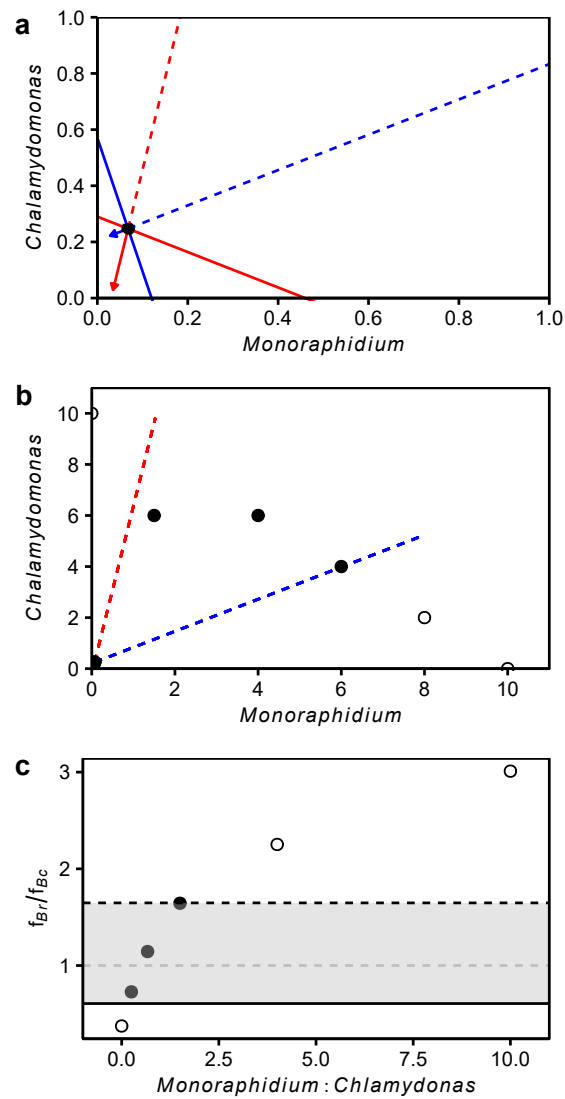 a
1.0
0.8
0.6
0.4
0.2
0.0
Chalamydomonas
0.0 0.2 0.4 0.6 0.8 1.0
Monoraphidium
b
10
8
6
4
2
0
Chalamydomonas
0 2 4 6 8 10
Monoraphidium
c
3
2
1
fBr/fBc
0.0 2.5 5.0 7.5 10.0
Monoraphidium : Chlamydonas